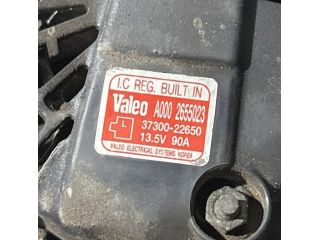 I.C REG. BUILT IN
Valeo A000 2655023
37300-22650
13.5V 90A
VALEO ELECTRICAL SYSTEMS KOREA